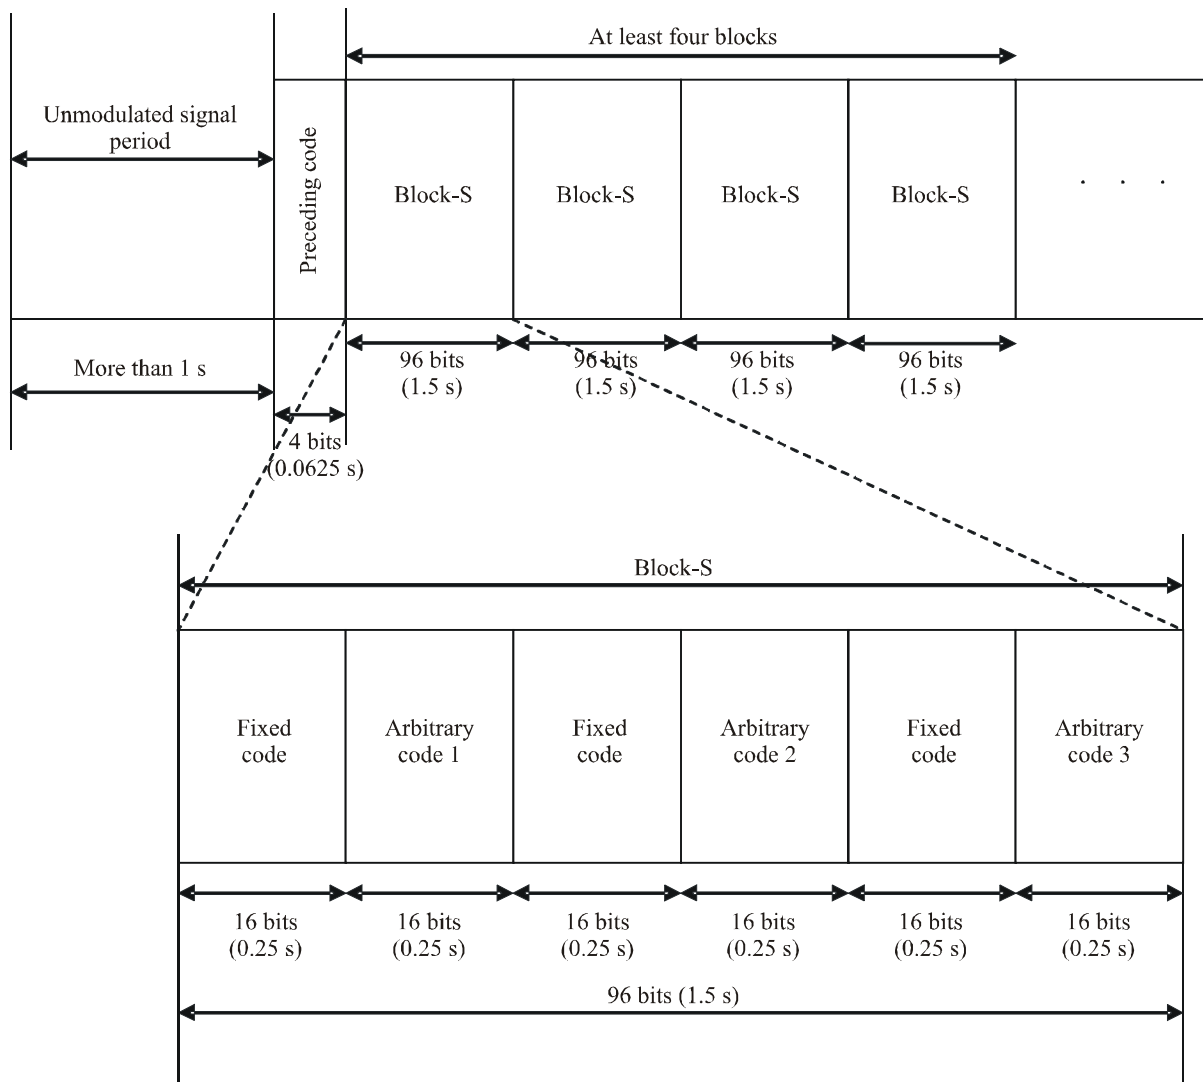 At least four blocks
Unmodulated signal
period
Preceding code
Block-S
Block-S
Block-S
Block-S
. . .
More than 1 s
96 bits
(1.5 s)
96 bits
(1.5 s)
96 bits
(1.5 s)
96 bits
(1.5 s)
4 bits
(0.0625 s)
Block-S
Fixed
code
Arbitrary
code 1
Fixed
code
Arbitrary
code 2
Fixed
code
Arbitrary
code 3
16 bits
(0.25 s)
16 bits
(0.25 s)
16 bits
(0.25 s)
16 bits
(0.25 s)
16 bits
(0.25 s)
16 bits
(0.25 s)
96 bits (1.5 s)